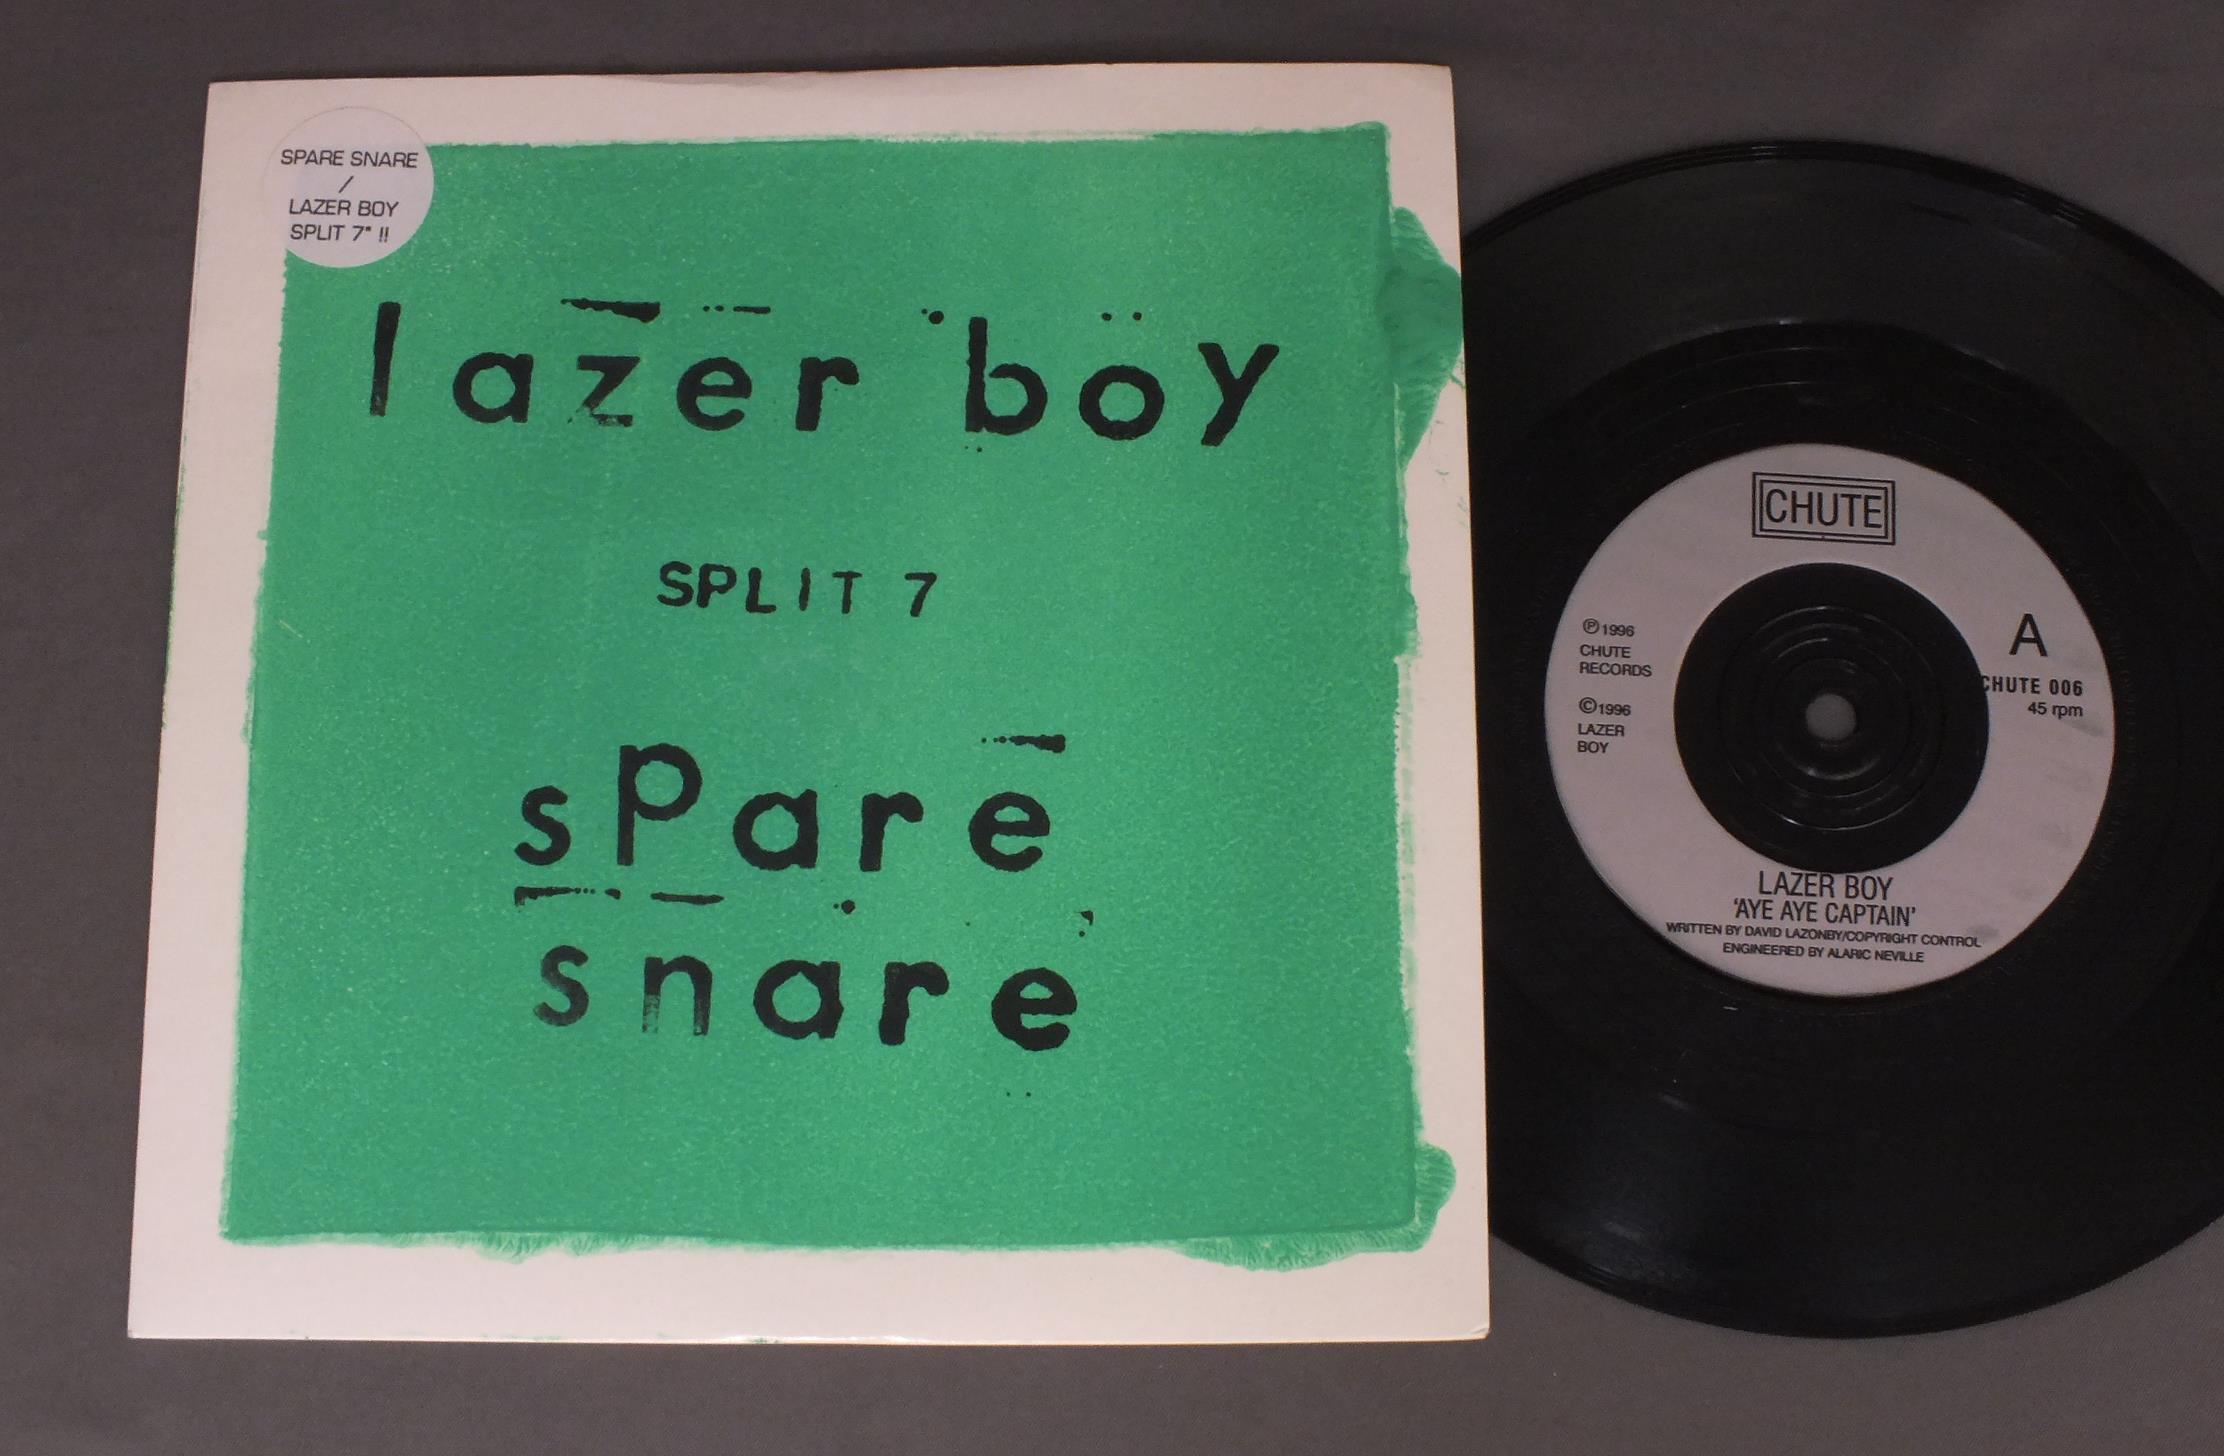 SPARE SNARE
/
LAZER BOY
SPLIT 7" !!
lazer boy
SPLIT 7
sPare
snare
CHUTE
℗ 1996
CHUTE
RECORDS
© 1996
LAZER
BOY
A
CHUTE 006
45 rpm
LAZER BOY
'AYE AYE CAPTAIN'
WRITTEN BY DAVID LAZONBY/COPYRIGHT CONTROL
ENGINEERED BY ALARIC NEVILLE